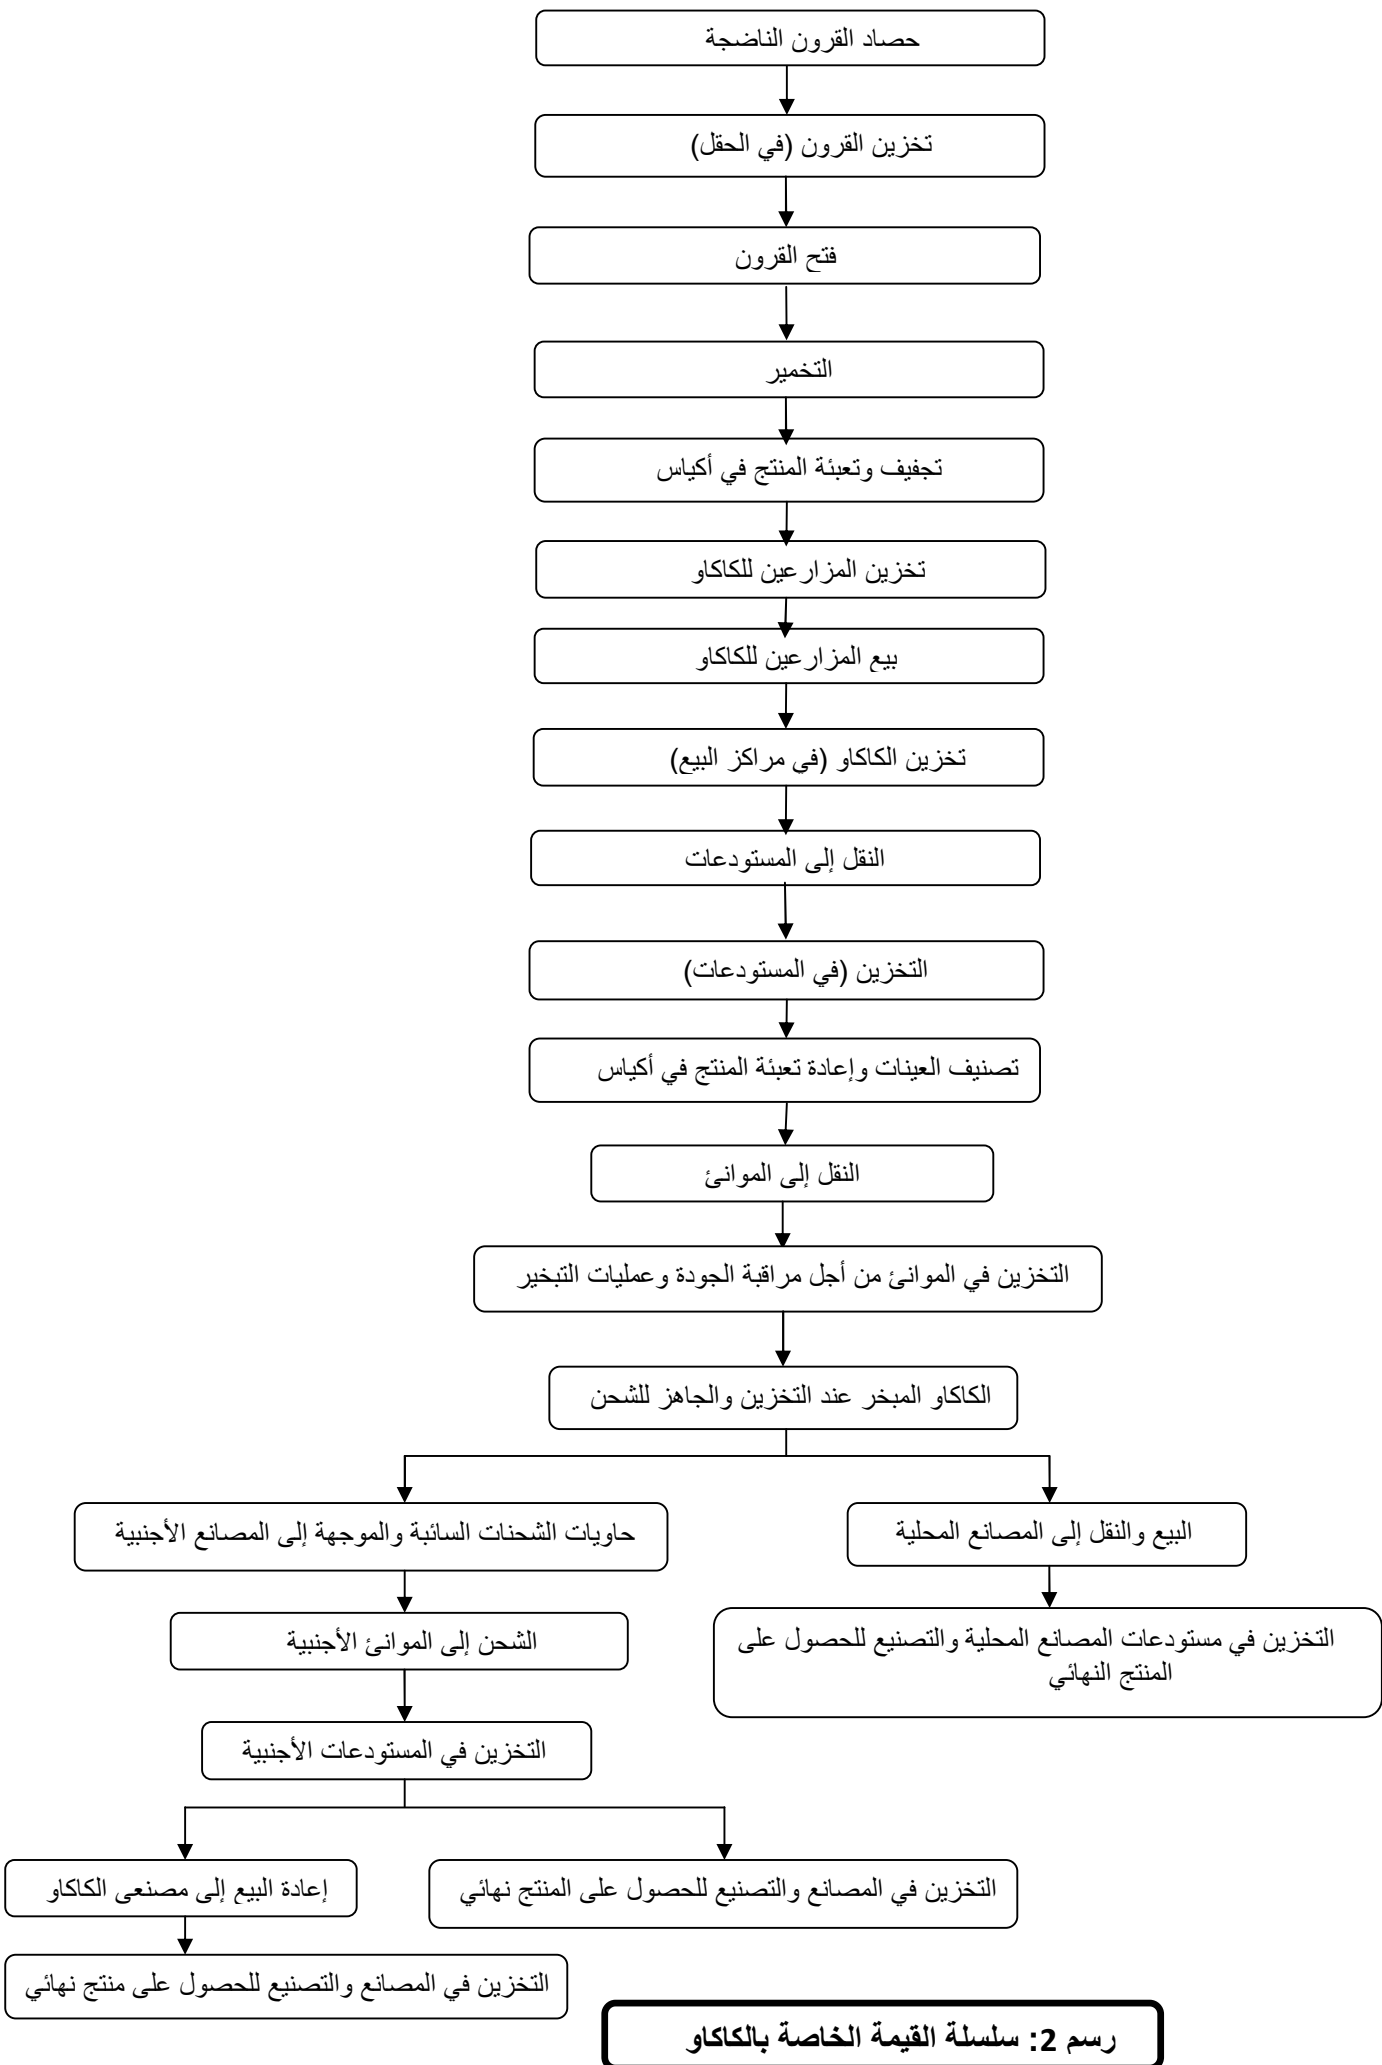 حصاد القرون الناضجة
تخزين القرون (في الحقل)
فتح القرون
التخمير
تجفيف وتعبئة المنتج في أكياس
تخزين المزارعين للكاكاو
بيع المزارعين للكاكاو
تخزين الكاكاو (في مراكز البيع)
النقل إلى المستودعات
التخزين (في المستودعات)
تصنيف العينات وإعادة تعبئة المنتج في أكياس
النقل إلى الموانئ
التخزين في الموانئ من أجل مراقبة الجودة وعمليات التبخير
الكاكاو المبخر عند التخزين والجاهز للشحن
البيع والنقل إلى المصانع المحلية
حاويات الشحنات السائبة والموجهة إلى المصانع الأجنبية
التخزين في مستودعات المصانع المحلية والتصنيع للحصول على
المنتج النهائي
الشحن إلى الموانئ الأجنبية
التخزين في المستودعات الأجنبية
التخزين في المصانع والتصنيع للحصول على المنتج نهائي
إعادة البيع إلى مصنعى الكاكاو
التخزين في المصانع والتصنيع للحصول على منتج نهائي
رسم 2: سلسلة القيمة الخاصة بالكاكاو